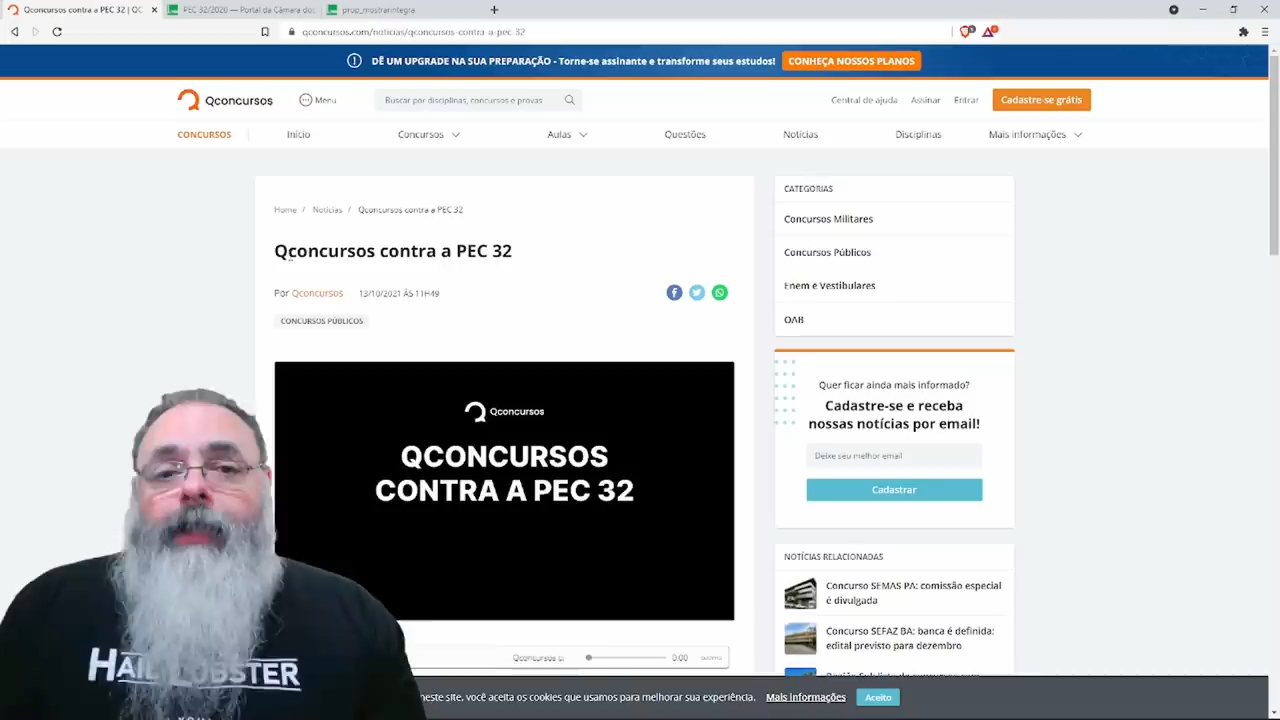 Qconcursos contra a PEC 32 | QC
PEC 32/2020 — Portal da Câmara dos
prop_mostrarintegra
qconcursos.com/noticias/qconcursos-contra-a-pec-32
DÊ UM UPGRADE NA SUA PREPARAÇÃO - Torne-se assinante e transforme seus estudos!
CONHEÇA NOSSOS PLANOS
Qconcursos
Menu
Buscar por disciplinas, concursos e provas
Central de ajuda
Assinar
Entrar
Cadastre-se grátis
CONCURSOS
Início
Concursos
Aulas
Questões
Notícias
Disciplinas
Mais informações
Home / Notícias / Qconcursos contra a PEC 32
Qconcursos contra a PEC 32
Por Qconcursos 13/10/2021 ÀS 11H49
CONCURSOS PÚBLICOS
Qconcursos
QCONCURSOS
CONTRA A PEC 32
0:00
CATEGORIAS
Concursos Militares
Concursos Públicos
Enem e Vestibulares
OAB
Quer ficar ainda mais informado?
Cadastre-se e receba
nossas notícias por email!
Deixe seu melhor email
Cadastrar
NOTÍCIAS RELACIONADAS
Concurso SEMAS PA: comissão especial
é divulgada
Concurso SEFAZ BA: banca é definida;
edital previsto para dezembro
neste site, você aceita os cookies que usamos para melhorar sua experiência.
Mais informações
Aceito